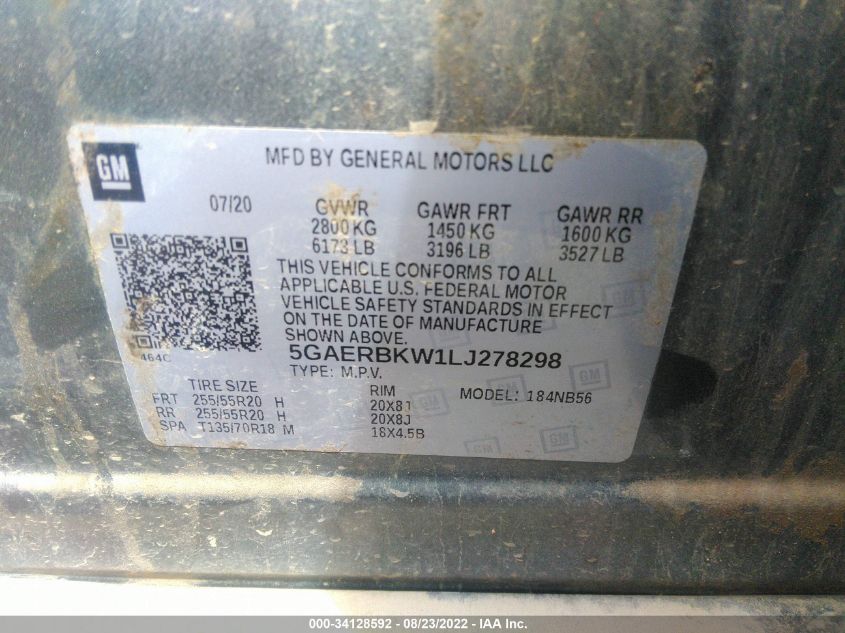 GM
MFD BY GENERAL MOTORS LLC
07/20 GVWR GAWR FRT GAWR RR
2800 KG 1450 KG 1600 KG
6173 LB 3196 LB 3527 LB
THIS VEHICLE CONFORMS TO ALL
APPLICABLE U.S. FEDERAL MOTOR
VEHICLE SAFETY STANDARDS IN EFFECT
ON THE DATE OF MANUFACTURE
SHOWN ABOVE.
464C
5GAERBKW1LJ278298
TYPE: M.P.V.
TIRE SIZE RIM MODEL: 184NB56
FRT 255/55R20 H 20X8J
RR 255/55R20 H 20X8J
SPA T135/70R18 M 18X4.5B
000-34128592 - 08/23/2022 - IAA Inc.